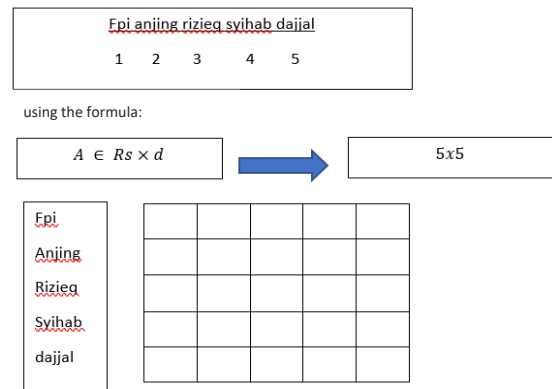 Fpi anjing rizieq syihab dajjal
1 2 3 4 5
using the formula:
A ∈ Rs × d
5x5
Fpi
Anjing
Rizieq
Syihab
dajjal